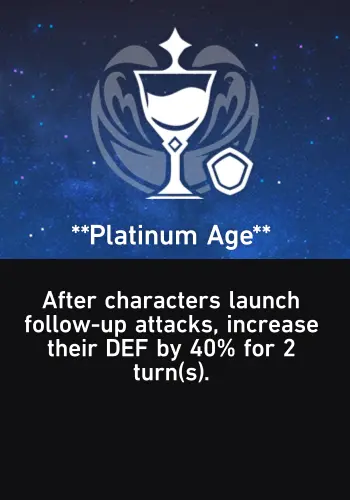 **Platinum Age**
After characters launch
follow-up attacks, increase
their DEF by 40% for 2
turn(s).